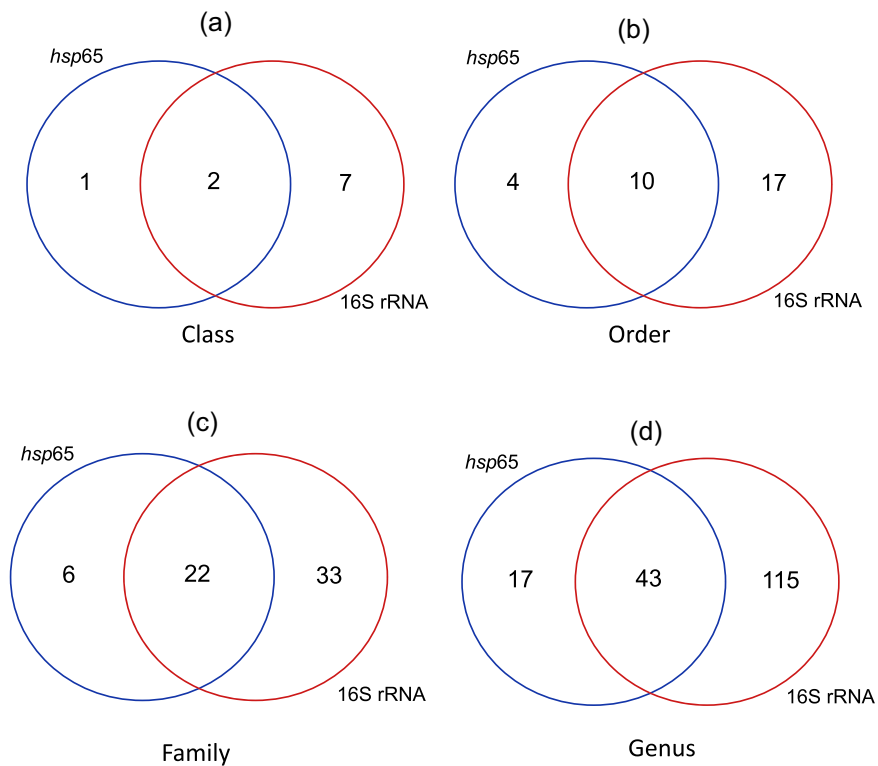 (a)
hsp65
1
2
7
16S rRNA
Class
(b)
hsp65
4
10
17
16S rRNA
Order
(c)
hsp65
6
22
33
16S rRNA
Family
(d)
hsp65
17
43
115
16S rRNA
Genus